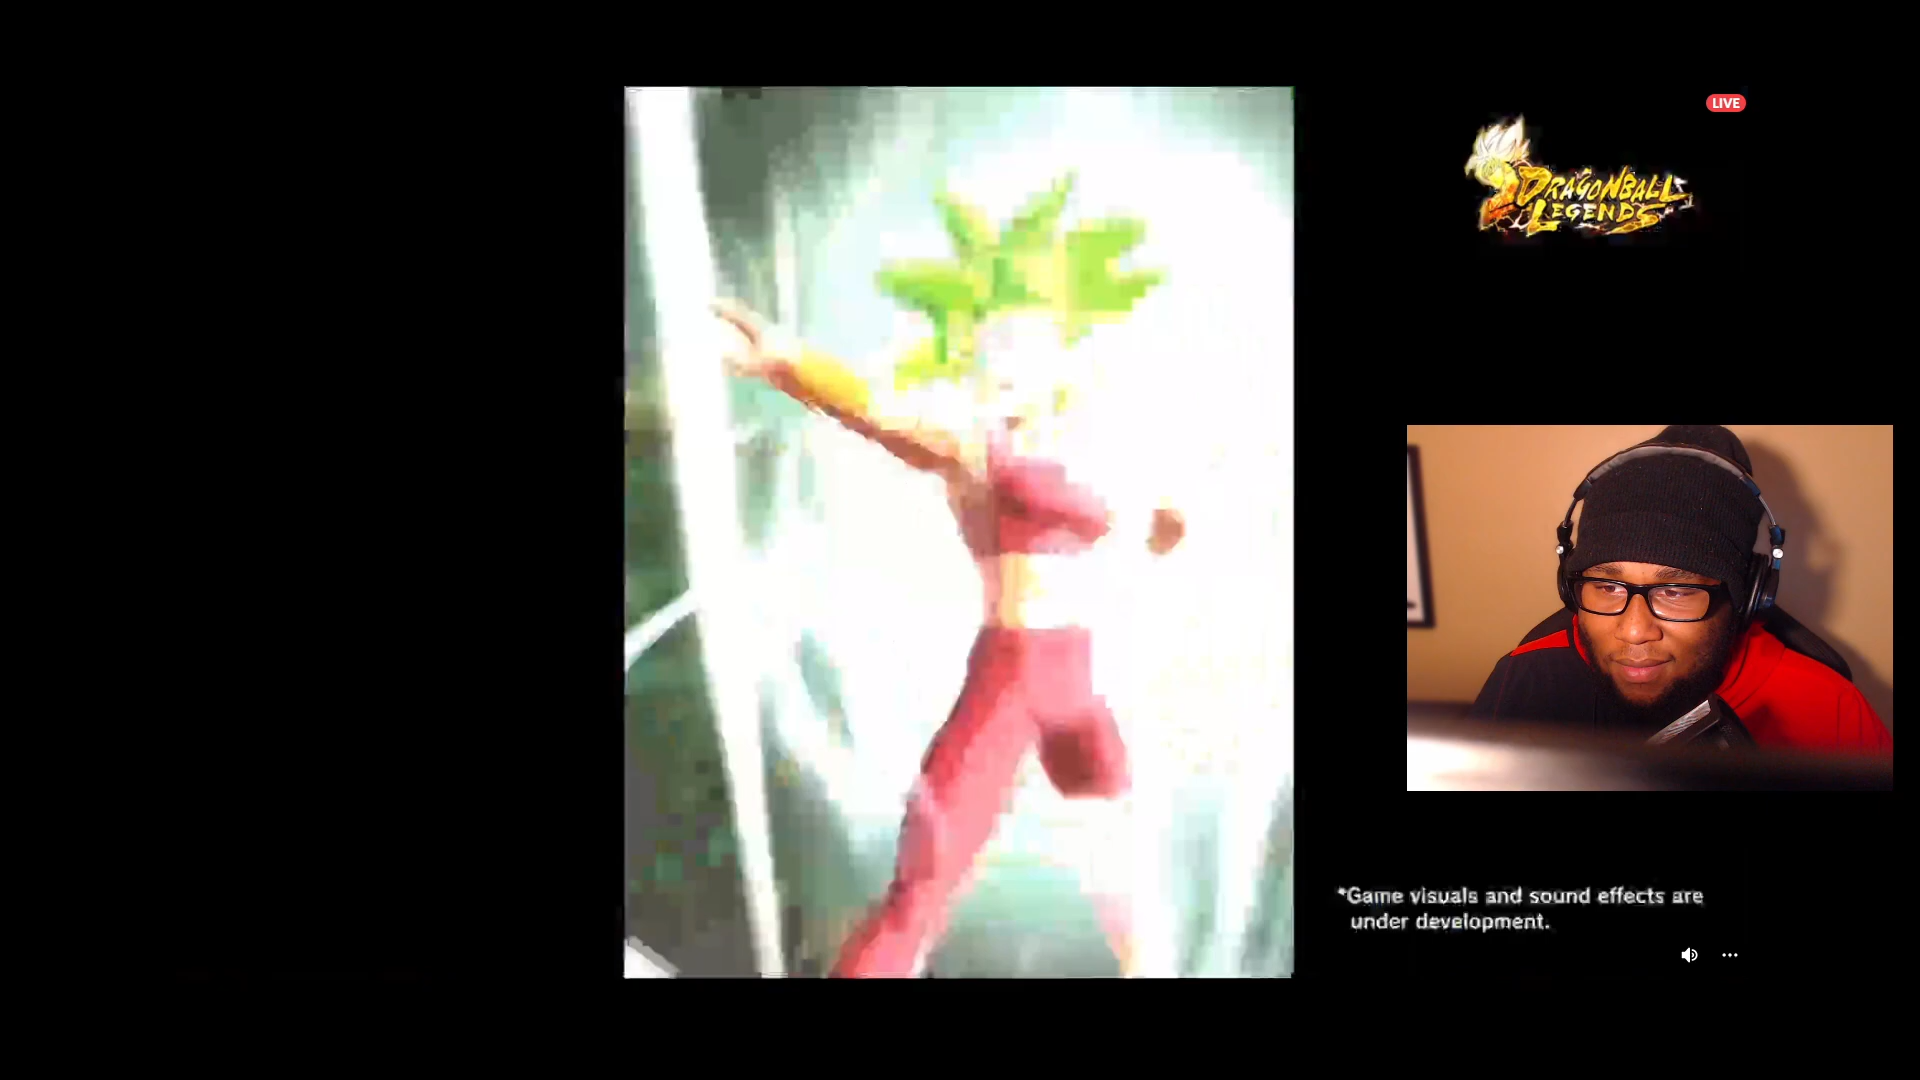 LIVE
DRAGONBALL
LEGENDS
*Game visuals and sound effects are
under development.